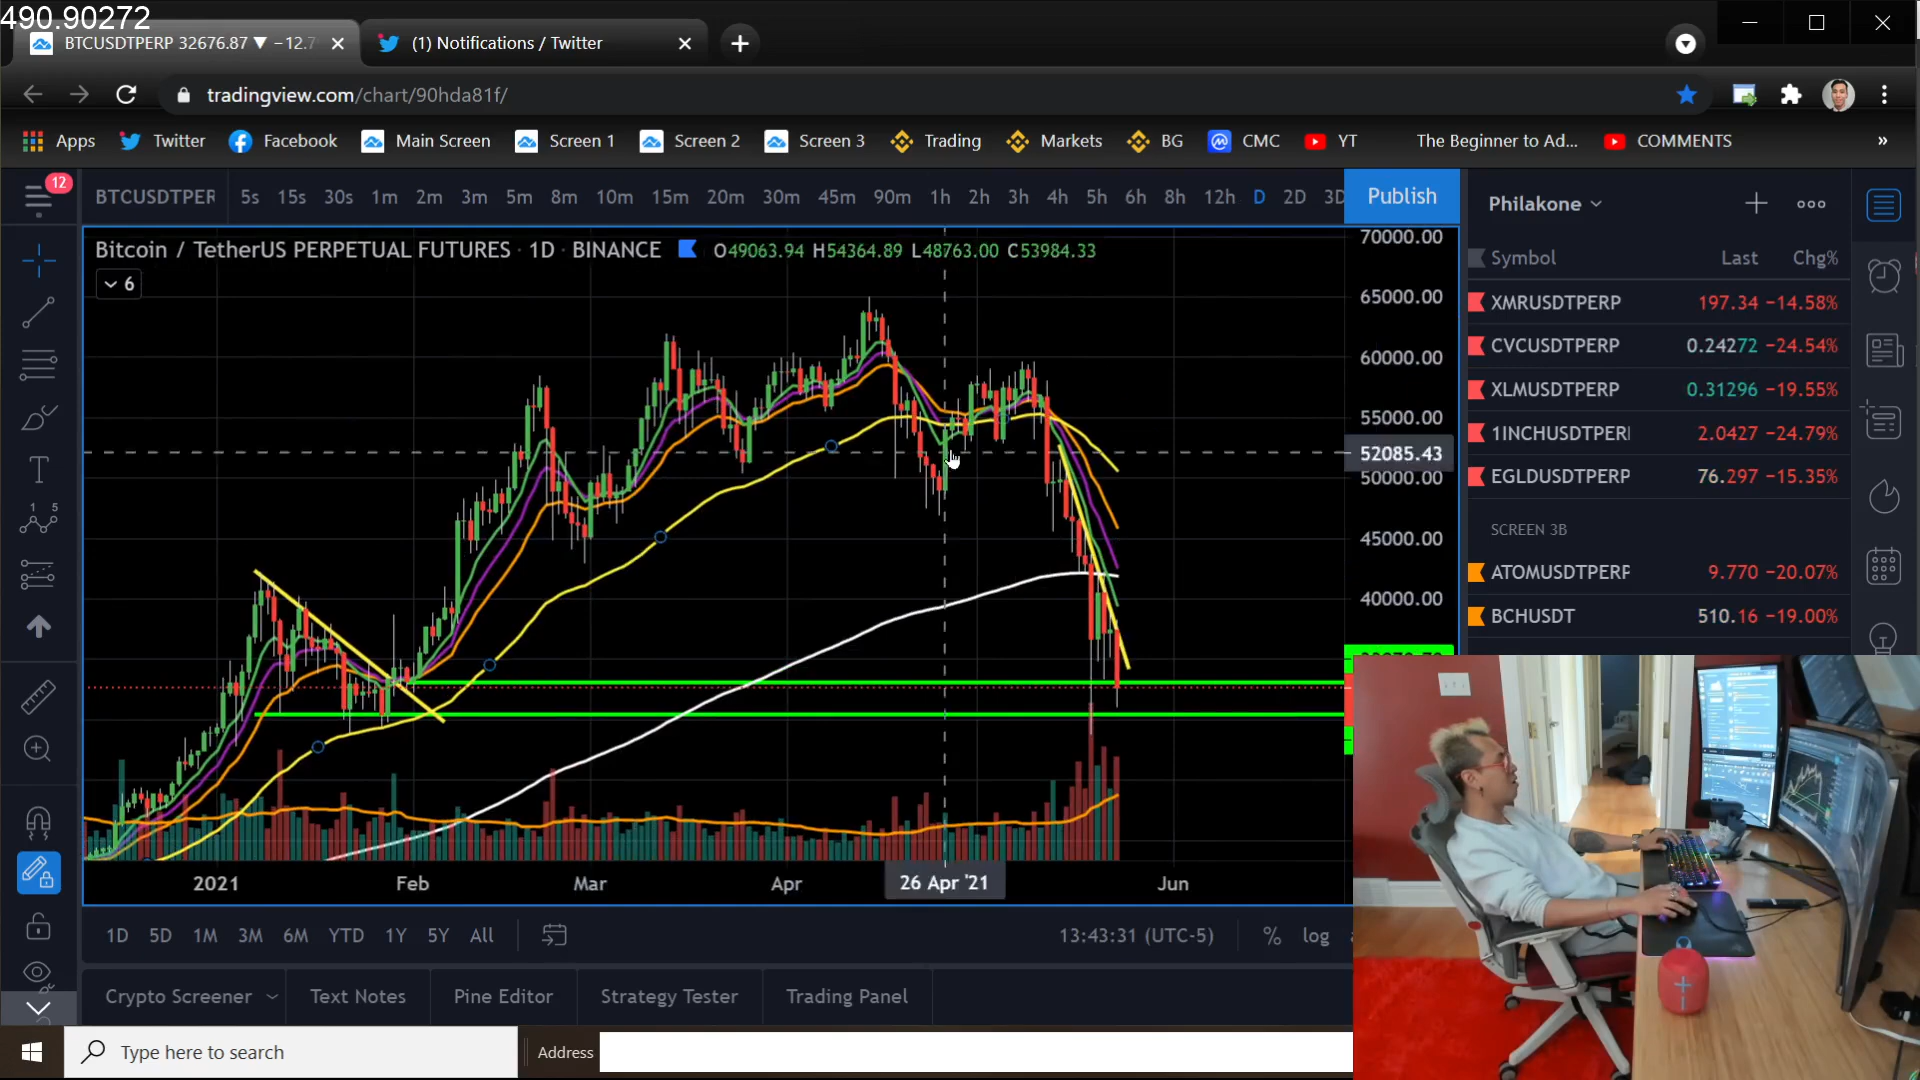 490.90272
BTCUSDTPERP 32676.87 ▼ −12.7
(1) Notifications / Twitter
tradingview.com/chart/90hda81f/
Apps Twitter Facebook Main Screen Screen 1 Screen 2 Screen 3 Trading Markets BG CMC YT The Beginner to Ad... COMMENTS »
12
BTCUSDTPER 5s 15s 30s 1m 2m 3m 5m 8m 10m 15m 20m 30m 45m 90m 1h 2h 3h 4h 5h 6h 8h 12h D 2D 3D Publish
Philakone
Bitcoin / TetherUS PERPETUAL FUTURES · 1D · BINANCE O49063.94 H54364.89 L48763.00 C53984.33
6
Symbol Last Chg%
XMRUSDTPERP 197.34 −14.58%
CVCUSDTPERP 0.24272 −24.54%
XLMUSDTPERP 0.31296 −19.55%
1INCHUSDTPERI 2.0427 −24.79%
EGLDUSDTPERP 76.297 −15.35%
SCREEN 3B
ATOMUSDTPERP 9.770 −20.07%
BCHUSDT 510.16 −19.00%
70000.00
65000.00
60000.00
55000.00
52085.43
50000.00
45000.00
40000.00
2021 Feb Mar Apr 26 Apr '21 Jun
1D 5D 1M 3M 6M YTD 1Y 5Y All 13:43:31 (UTC-5) % log
Crypto Screener Text Notes Pine Editor Strategy Tester Trading Panel
Type here to search
Address